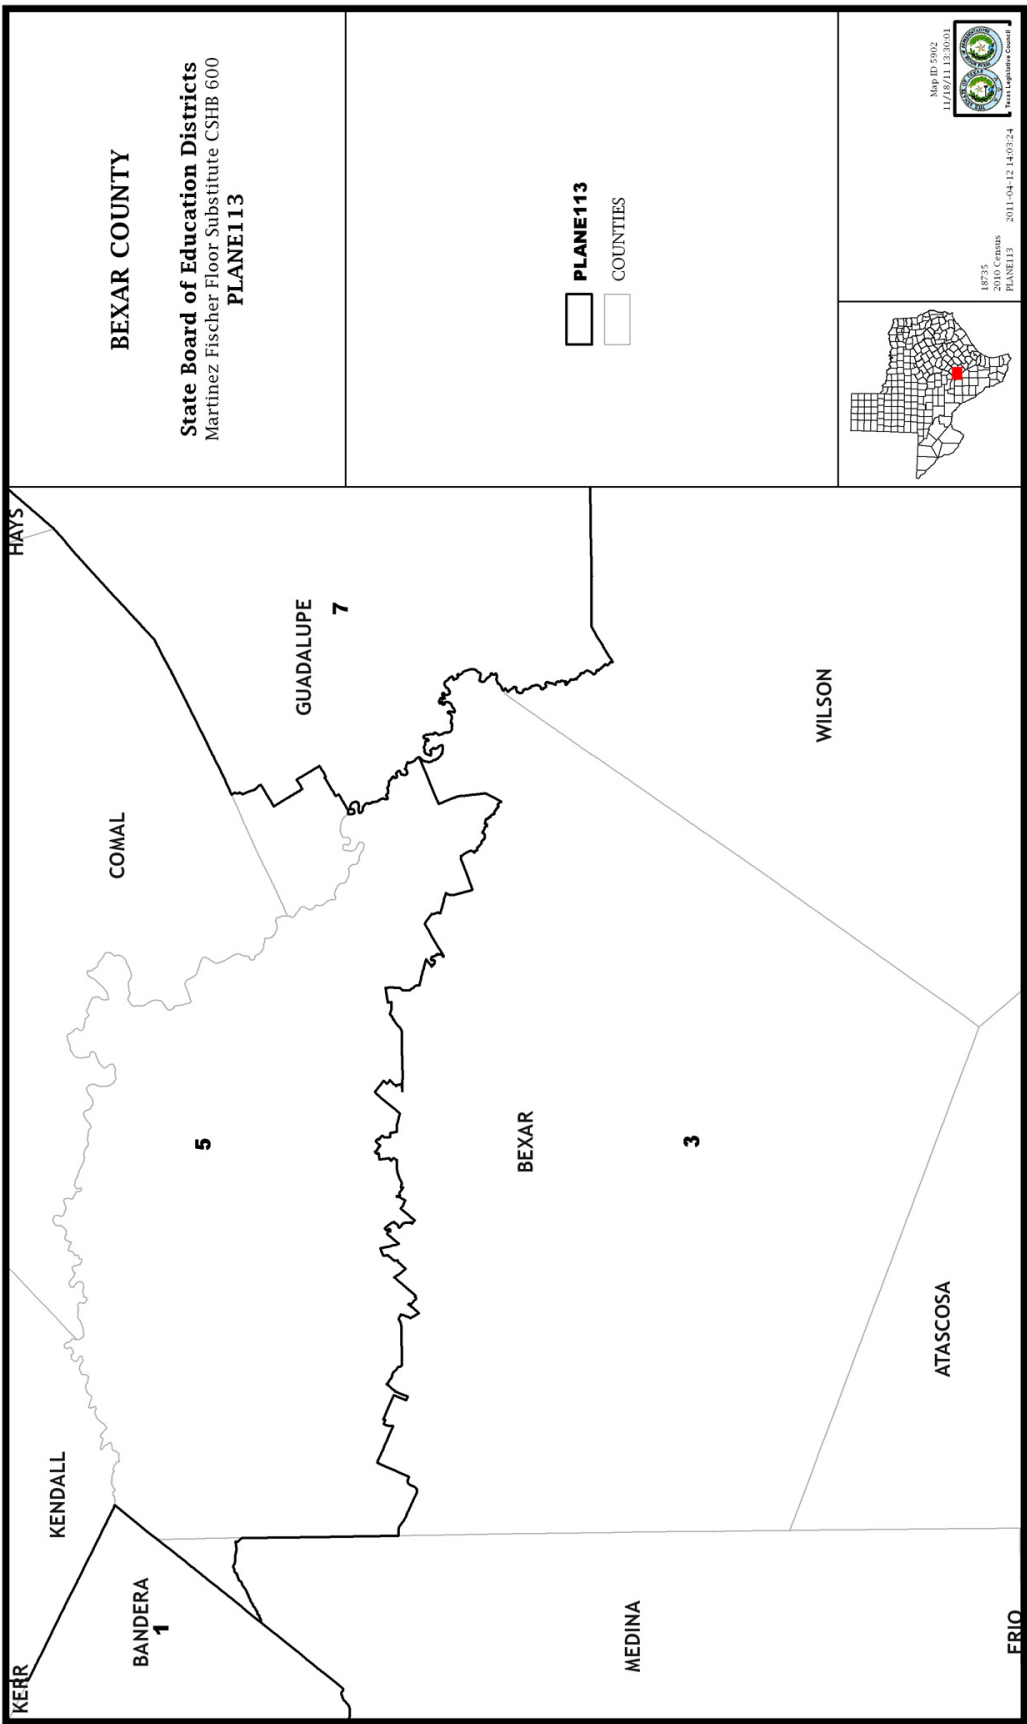 BEXAR COUNTY
State Board of Education Districts
Martinez Fischer Floor Substitute CSHB 600
PLANE113
PLANE113
COUNTIES
Map ID 5902
11/18/11 13:30:01
Texas Legislative Council
18735
2010 Census
PLANE113 2011-04-12 14:03:24
KERR
KENDALL
COMAL
HAYS
BANDERA
1
5
GUADALUPE
7
BEXAR
3
MEDINA
WILSON
ATASCOSA
FRIO